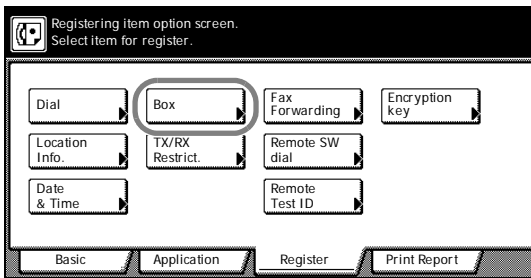 Registering item option screen.
Select item for register.
Dial
Box
Fax
Forwarding
Encryption
key
Location
Info.
TX/RX
Restrict.
Remote SW
dial
Date
& Time
Remote
Test ID
Basic
Application
Register
Print Report